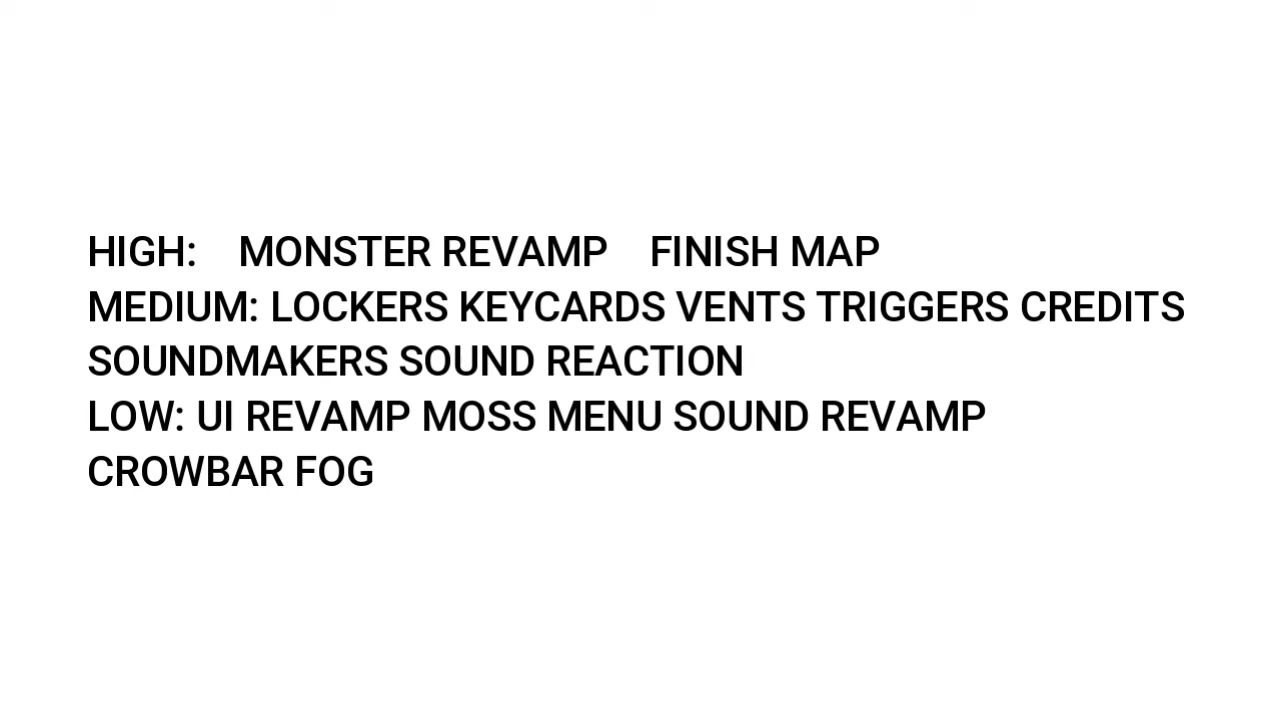 HIGH: MONSTER REVAMP FINISH MAP
MEDIUM: LOCKERS KEYCARDS VENTS TRIGGERS CREDITS
SOUNDMAKERS SOUND REACTION
LOW: UI REVAMP MOSS MENU SOUND REVAMP
CROWBAR FOG